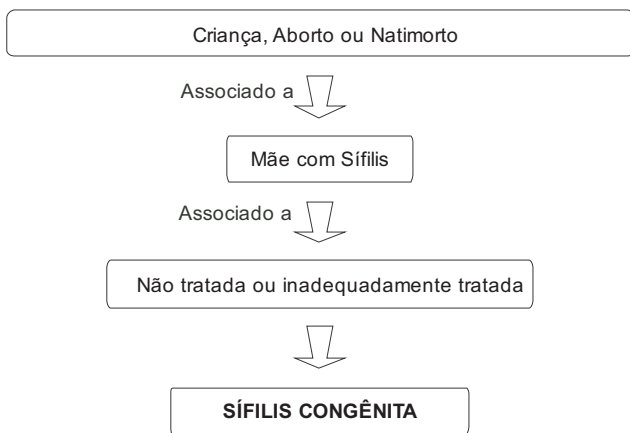 Criança, Aborto ou Natimorto
Associado a
Mãe com Sífilis
Associado a
Não tratada ou inadequadamente tratada
SÍFILIS CONGÊNITA